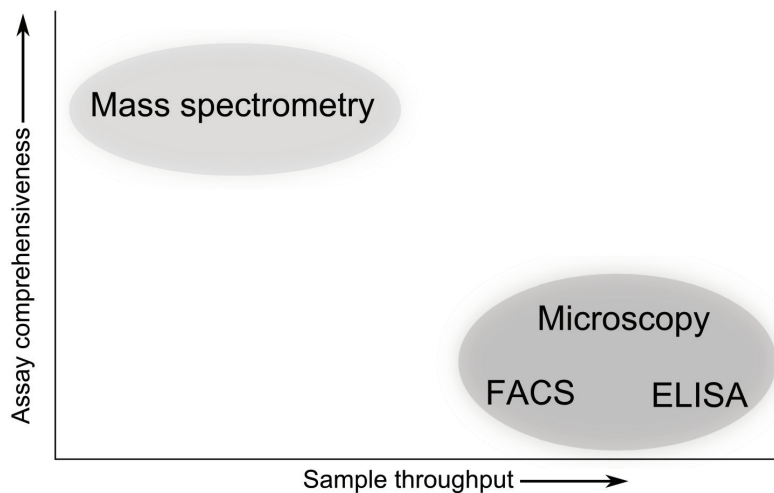 Assay comprehensiveness
Mass spectrometry
Microscopy
FACS ELISA
Sample throughput